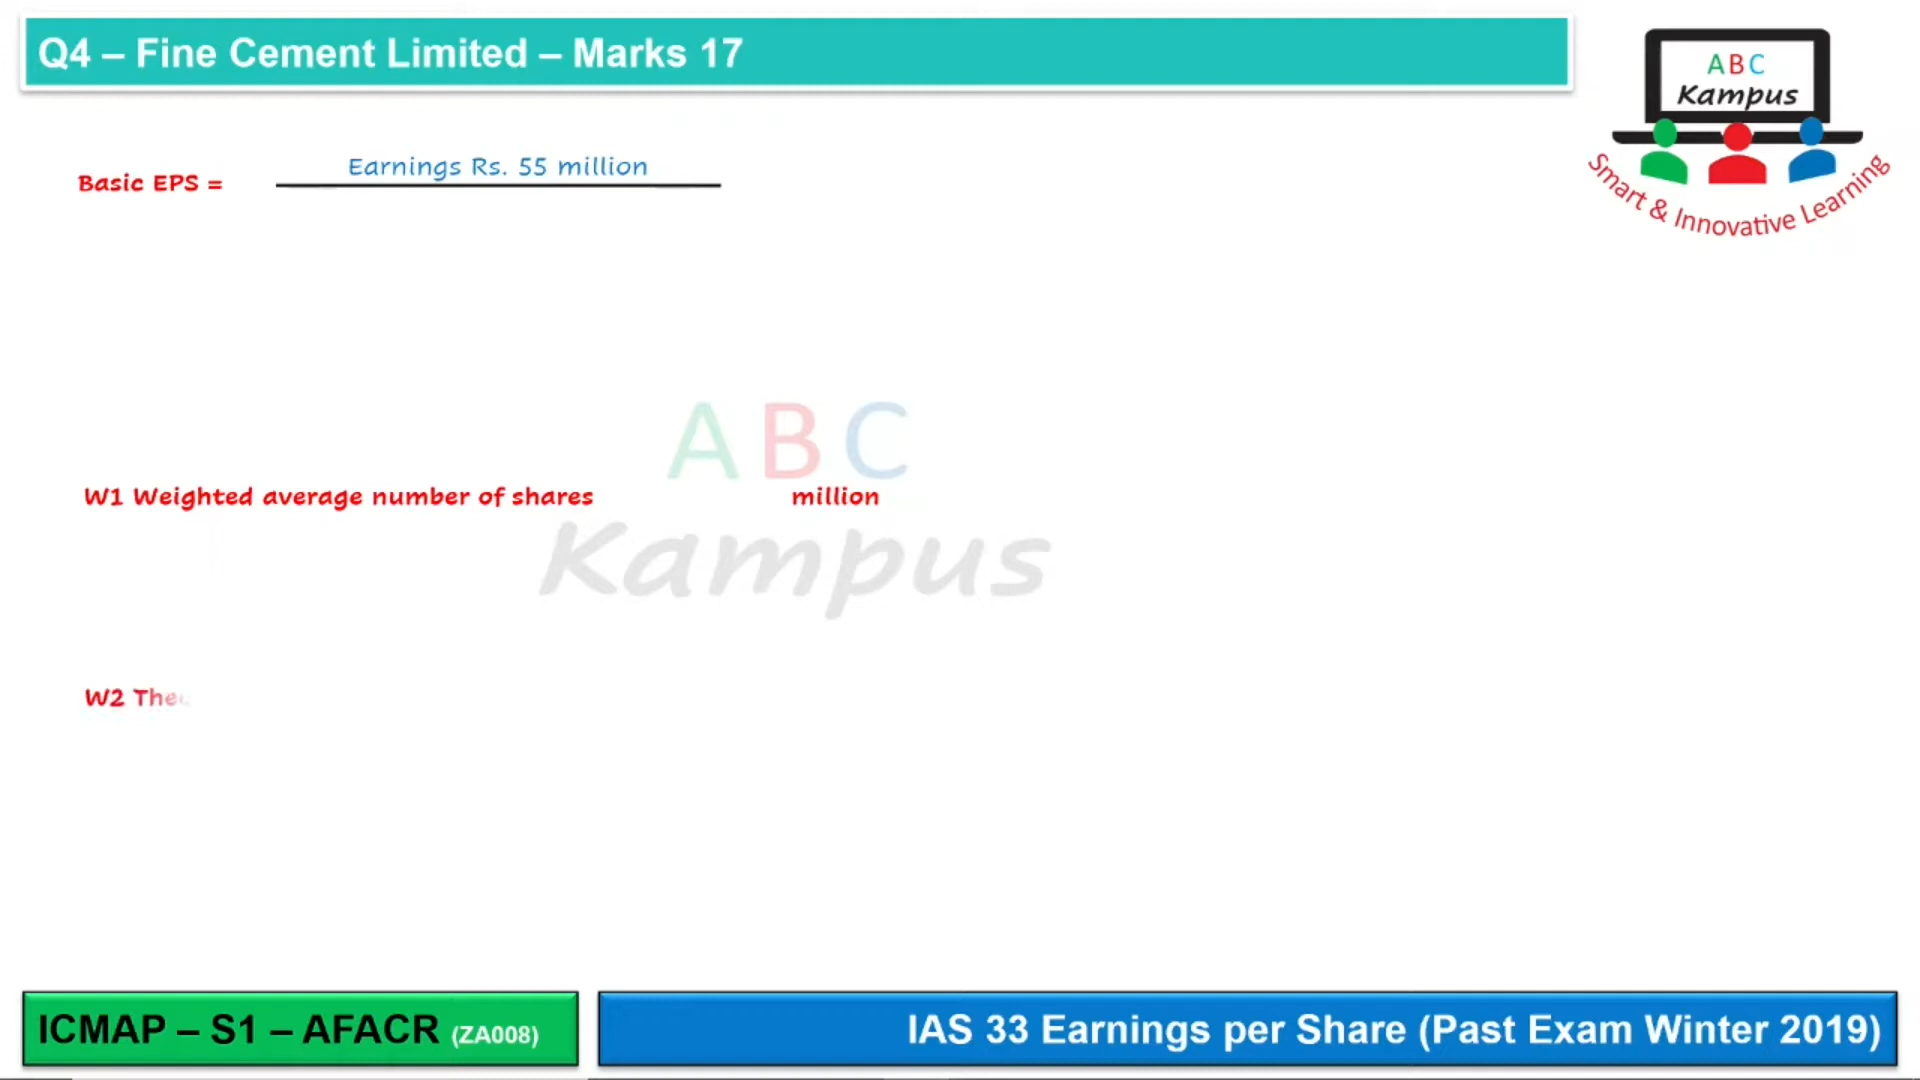 Q4 – Fine Cement Limited – Marks 17
ABC
Kampus
Smart & Innovative Learning
Earnings Rs. 55 million
Basic EPS =
ABC
Kampus
W1 Weighted average number of shares million
W2 The
ICMAP – S1 – AFACR (ZA008)
IAS 33 Earnings per Share (Past Exam Winter 2019)